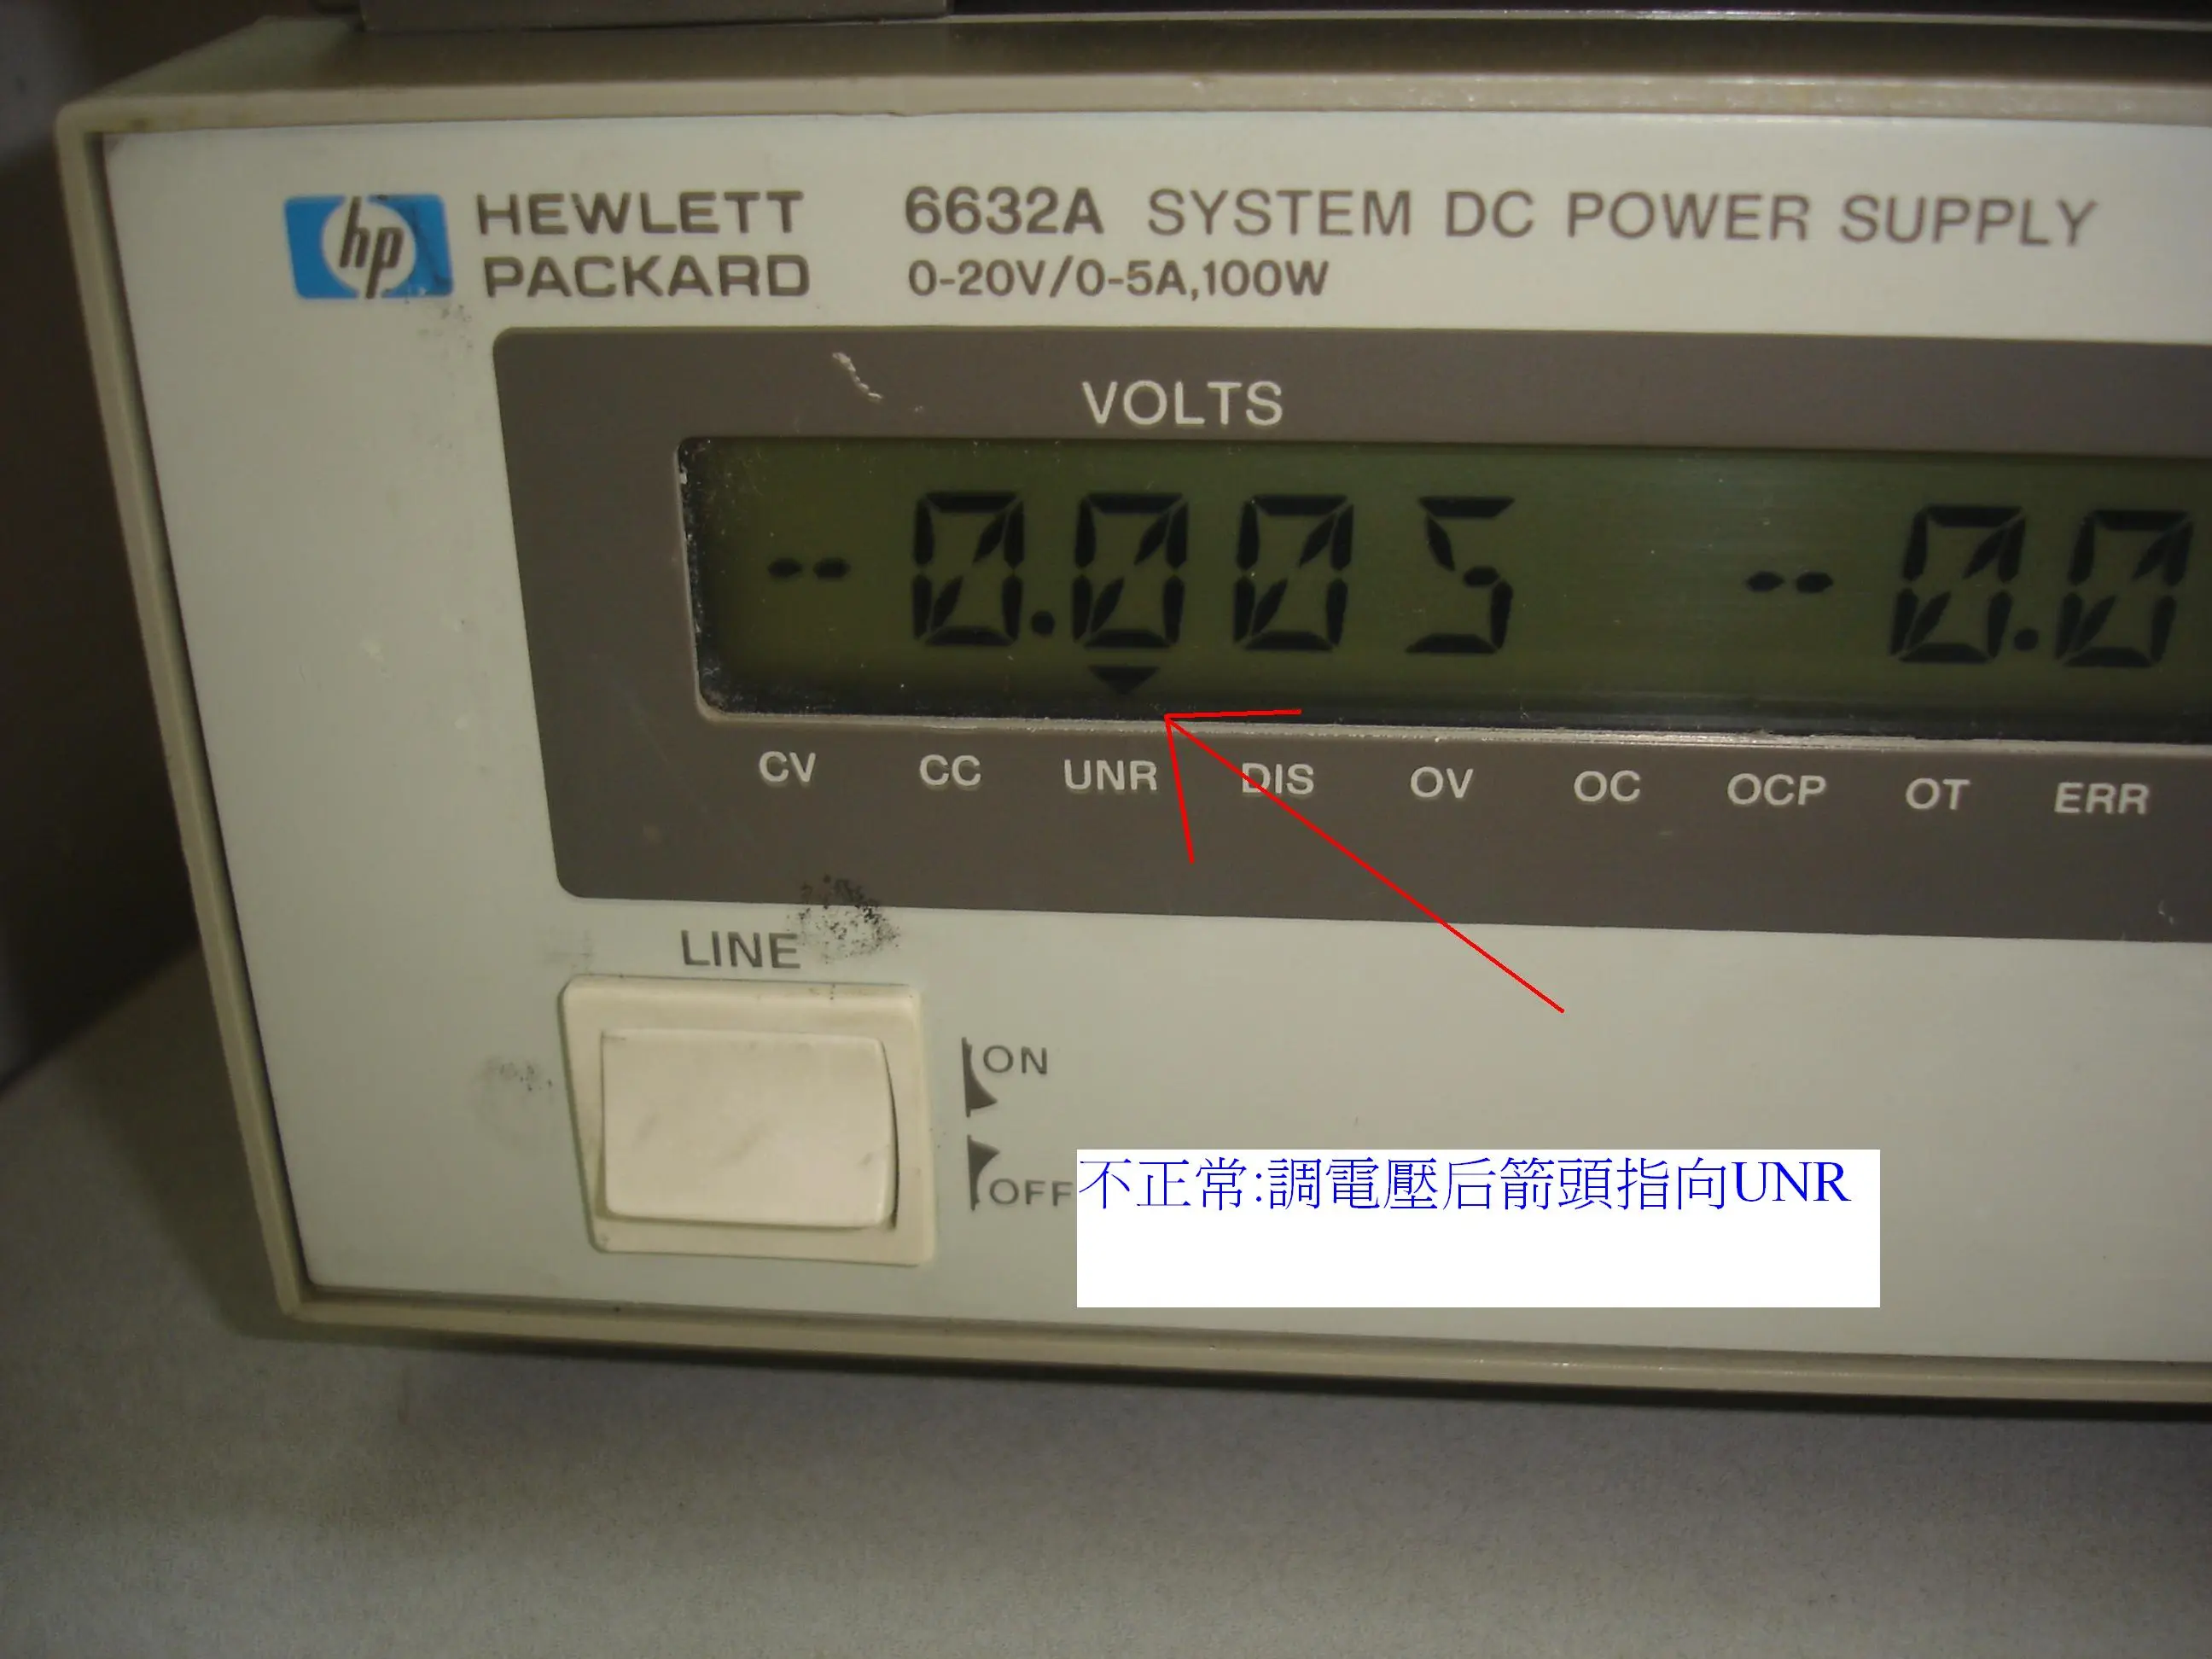 hp HEWLETT PACKARD
6632A SYSTEM DC POWER SUPPLY
0-20V/0-5A,100W
VOLTS
-0.005 -0.0
CV CC UNR DIS OV OC OCP OT ERR
LINE
ON
OFF
不正常:調電壓后箭頭指向UNR